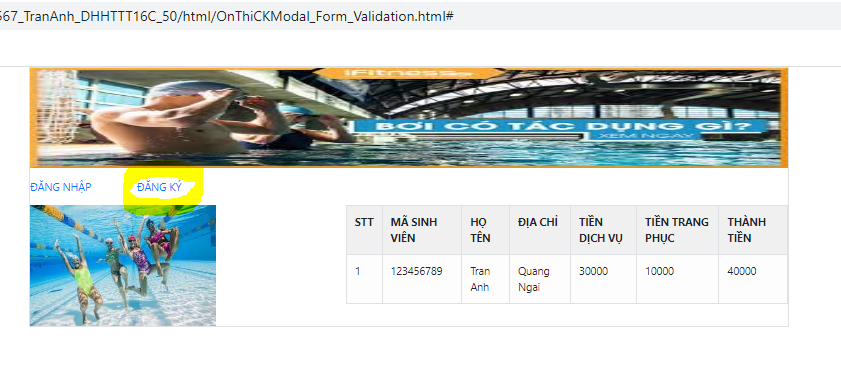 567_TranAnh_DHHTTT16C_50/html/OnThiCKModal_Form_Validation.html#
iFitness
BƠI CÓ TÁC DỤNG GÌ?
XEM NGAY
ĐĂNG NHẬP ĐĂNG KÝ
STT MÃ SINH VIÊN HỌ TÊN ĐỊA CHỈ TIỀN DỊCH VỤ TIỀN TRANG PHỤC THÀNH TIỀN
1 123456789 Tran Anh Quang Ngai 30000 10000 40000